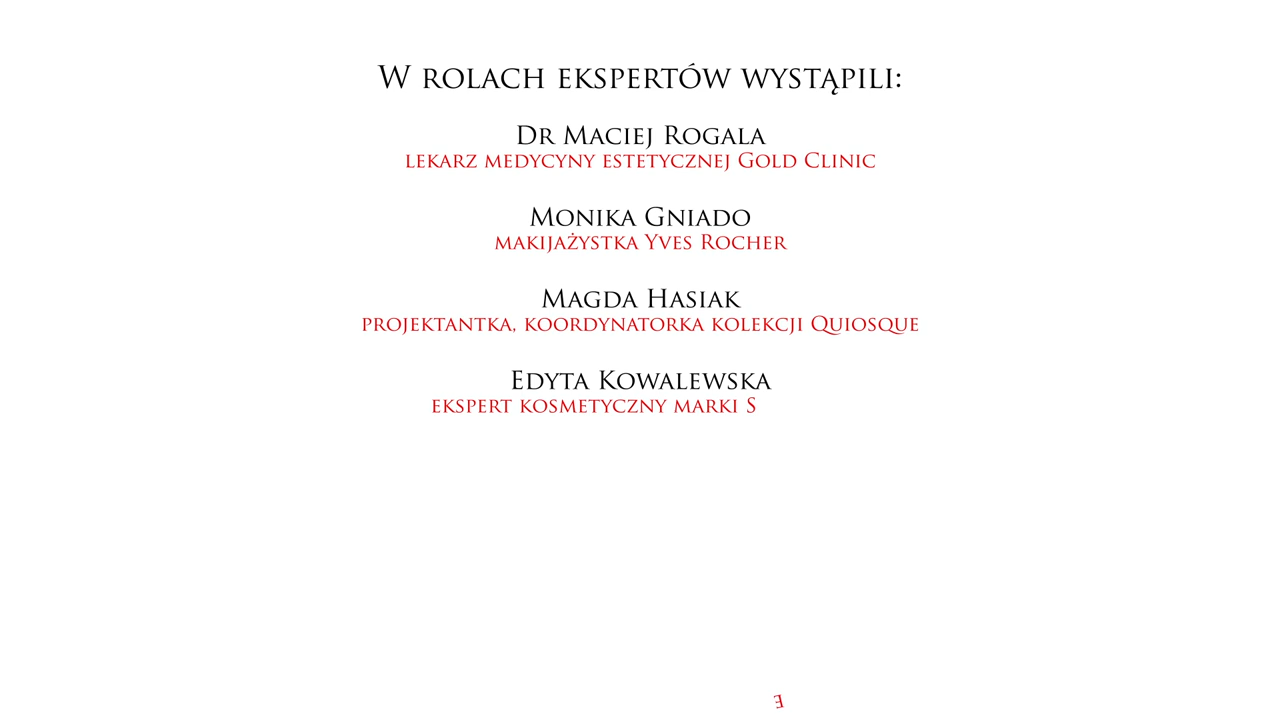 W rolach ekspertów wystąpili:
Dr Maciej Rogala
lekarz medycyny estetycznej Gold Clinic
Monika Gniado
makijażystka Yves Rocher
Magda Hasiak
projektantka, koordynatorka kolekcji Quiosque
Edyta Kowalewska
ekspert kosmetyczny marki S
E